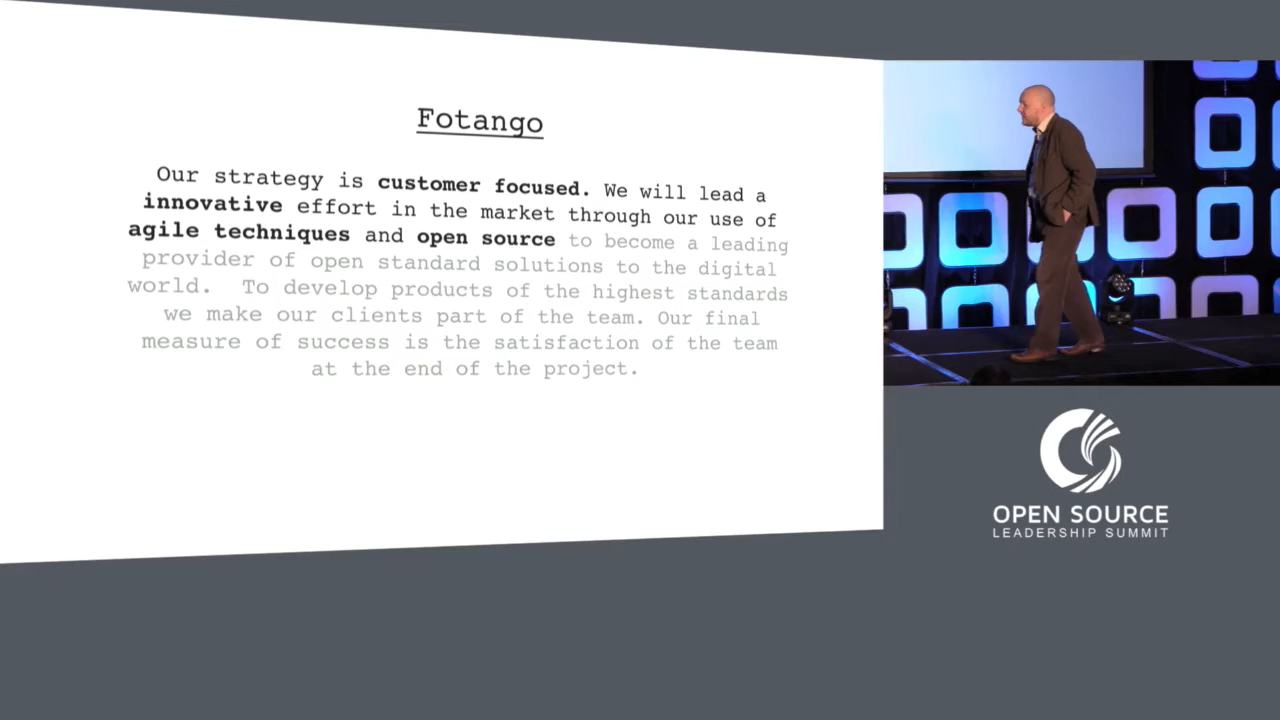 Fotango
Our strategy is customer focused. We will lead a
innovative effort in the market through our use of
agile techniques and open source to become a leading
provider of open standard solutions to the digital
world. To develop products of the highest standards
we make our clients part of the team. Our final
measure of success is the satisfaction of the team
at the end of the project.
OPEN SOURCE
LEADERSHIP SUMMIT